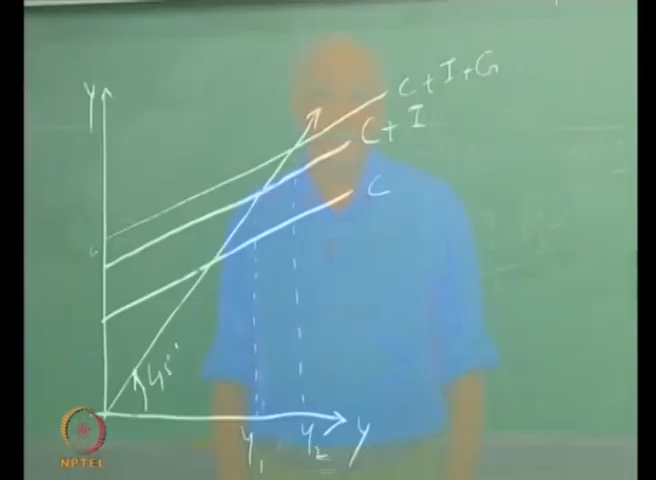 C + I + G
Y
C + I
C
45°
Y₁
Y₂
Y
NPTEL